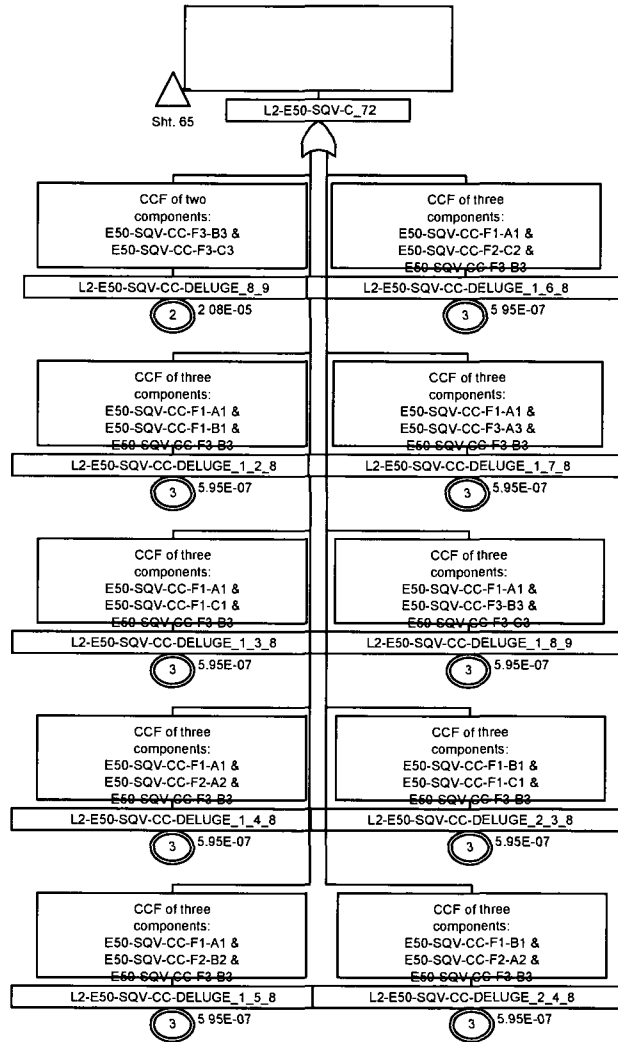 Sht. 65
L2-E50-SQV-C_72
CCF of two
components:
E50-SQV-CC-F3-B3 &
E50-SQV-CC-F3-C3
L2-E50-SQV-CC-DELUGE_8_9
2
2.08E-05
CCF of three
components:
E50-SQV-CC-F1-A1 &
E50-SQV-CC-F2-C2 &
E50-SQV-CC-F3-B3
L2-E50-SQV-CC-DELUGE_1_6_8
3
5.95E-07
CCF of three
components:
E50-SQV-CC-F1-A1 &
E50-SQV-CC-F1-B1 &
E50-SQV-CC-F3-B3
L2-E50-SQV-CC-DELUGE_1_2_8
3
5.95E-07
CCF of three
components:
E50-SQV-CC-F1-A1 &
E50-SQV-CC-F3-A3 &
E50-SQV-CC-F3-B3
L2-E50-SQV-CC-DELUGE_1_7_8
3
5.95E-07
CCF of three
components:
E50-SQV-CC-F1-A1 &
E50-SQV-CC-F1-C1 &
E50-SQV-CC-F3-B3
L2-E50-SQV-CC-DELUGE_1_3_8
3
5.95E-07
CCF of three
components:
E50-SQV-CC-F1-A1 &
E50-SQV-CC-F3-B3 &
E50-SQV-CC-F3-C3
L2-E50-SQV-CC-DELUGE_1_8_9
3
5.95E-07
CCF of three
components:
E50-SQV-CC-F1-A1 &
E50-SQV-CC-F2-A2 &
E50-SQV-CC-F3-B3
L2-E50-SQV-CC-DELUGE_1_4_8
3
5.95E-07
CCF of three
components:
E50-SQV-CC-F1-B1 &
E50-SQV-CC-F1-C1 &
E50-SQV-CC-F3-B3
L2-E50-SQV-CC-DELUGE_2_3_8
3
5.95E-07
CCF of three
components:
E50-SQV-CC-F1-A1 &
E50-SQV-CC-F2-B2 &
E50-SQV-CC-F3-B3
L2-E50-SQV-CC-DELUGE_1_5_8
3
5.95E-07
CCF of three
components:
E50-SQV-CC-F1-B1 &
E50-SQV-CC-F2-A2 &
E50-SQV-CC-F3-B3
L2-E50-SQV-CC-DELUGE_2_4_8
3
5.95E-07